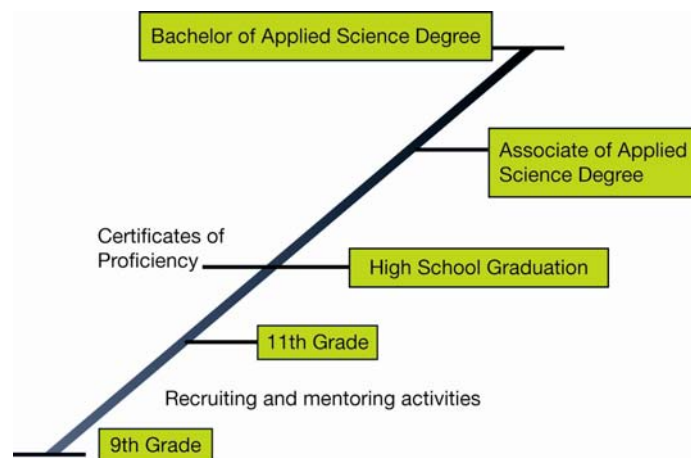 Bachelor of Applied Science Degree
Associate of Applied
Science Degree
Certificates of
Proficiency
High School Graduation
11th Grade
Recruiting and mentoring activities
9th Grade